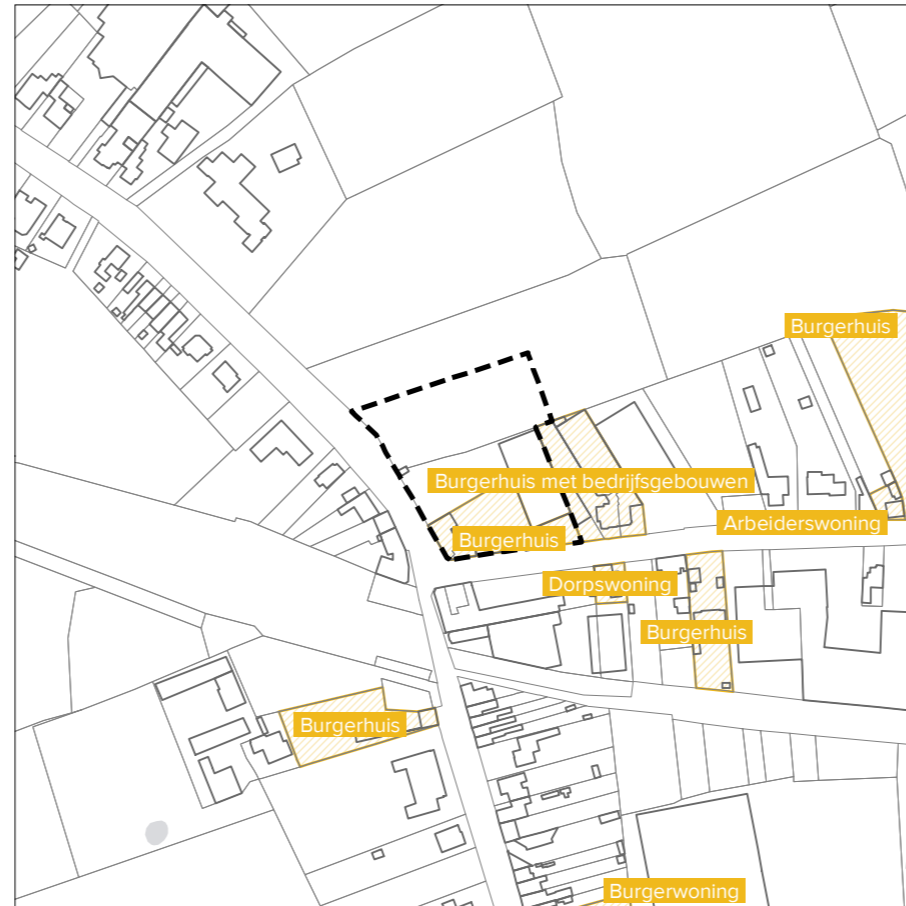 Burgerhuis
Burgerhuis met bedrijfsgebouwen
Arbeiderswoning
Burgerhuis
Dorpswoning
Burgerhuis
Burgerhuis
Burgerwoning